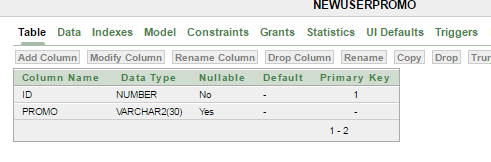 NEWUSERPROMO
Table Data Indexes Model Constraints Grants Statistics UI Defaults Triggers
Add Column Modify Column Rename Column Drop Column Rename Copy Drop Trun
Column Name Data Type Nullable Default Primary Key
ID NUMBER No - 1
PROMO VARCHAR2(30) Yes - -
1 - 2